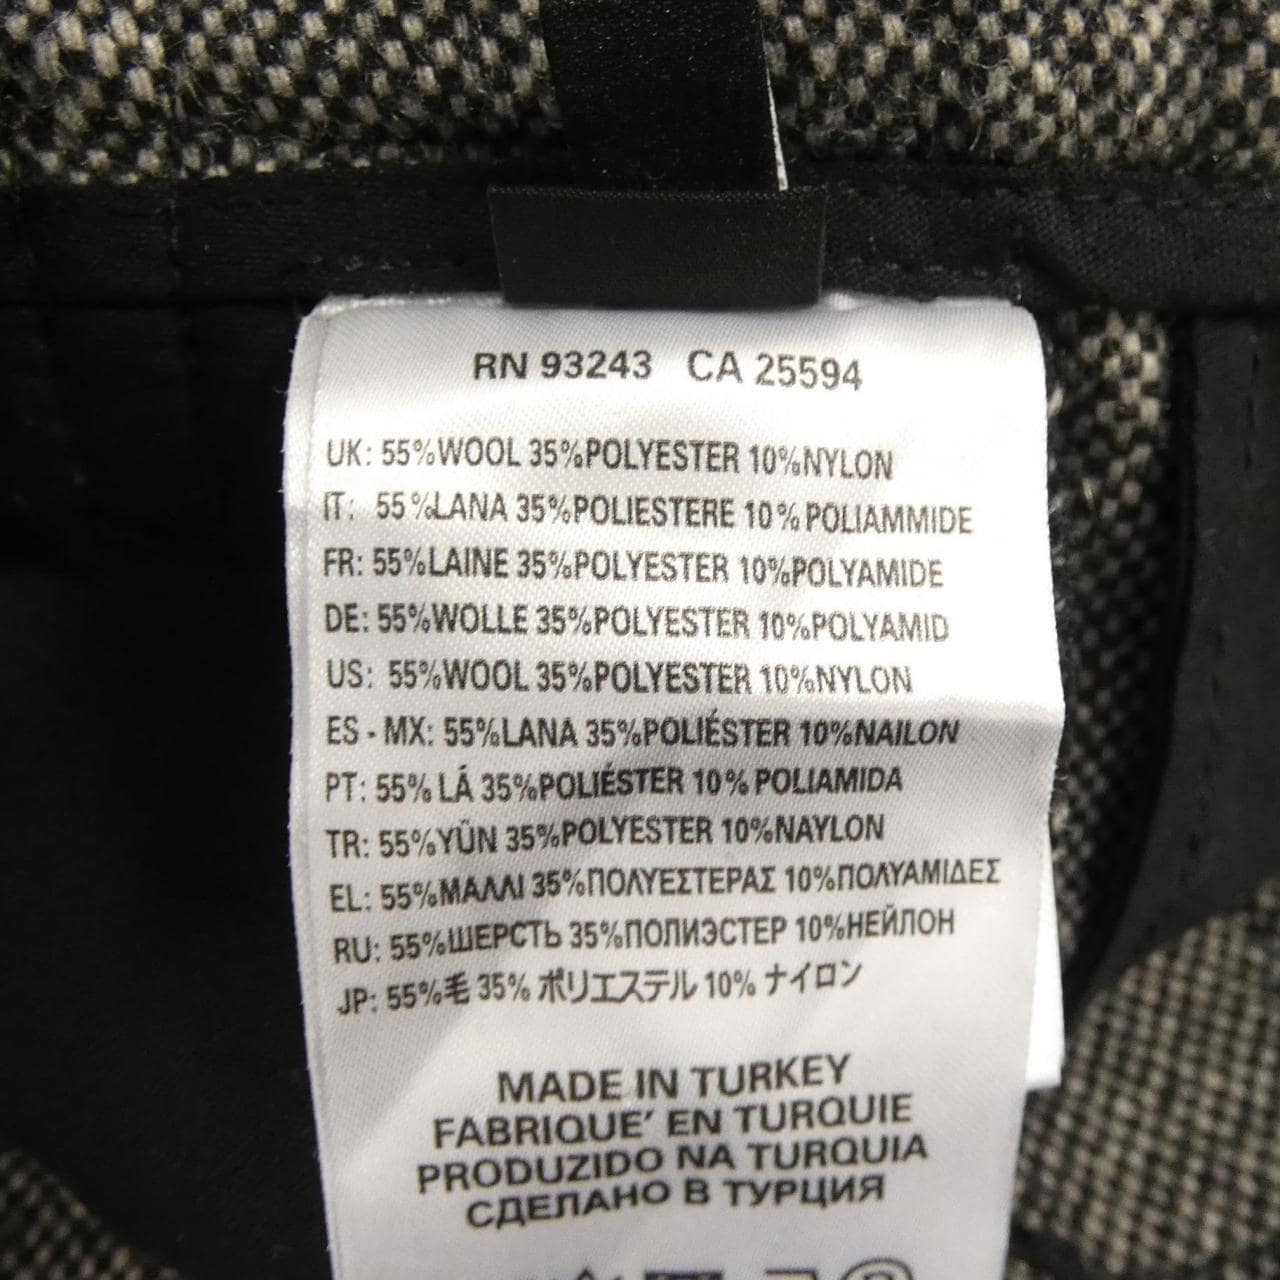 RN 93243 CA 25594
UK: 55%WOOL 35%POLYESTER 10%NYLON
IT: 55%LANA 35%POLIESTERE 10%POLIAMMIDE
FR: 55%LAINE 35%POLYESTER 10%POLYAMIDE
DE: 55%WOLLE 35%POLYESTER 10%POLYAMID
US: 55%WOOL 35%POLYESTER 10%NYLON
ES - MX: 55%LANA 35%POLIÉSTER 10%NAILON
PT: 55% LÁ 35%POLIÉSTER 10% POLIAMIDA
TR: 55%YÜN 35%POLYESTER 10%NAYLON
EL: 55%ΜΑΛΛΙ 35%ΠΟΛΥΕΣΤΕΡΑΣ 10%ΠΟΛΥΑΜΙΔΕΣ
RU: 55%ШЕРСТЬ 35%ПОЛИЭСТЕР 10%НЕЙЛОН
JP: 55%毛 35% ポリエステル 10% ナイロン
MADE IN TURKEY
FABRIQUE' EN TURQUIE
PRODUZIDO NA TURQUIA
СДЕЛАНО В ТУРЦИЯ